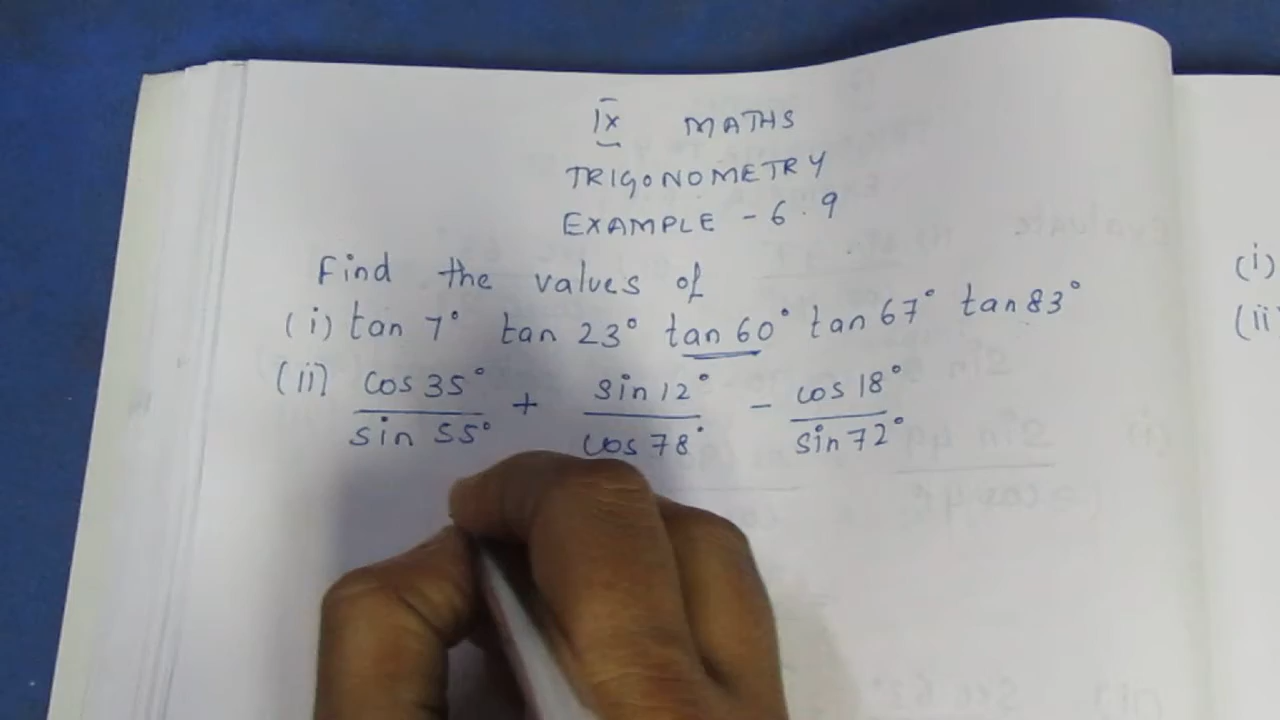 IX MATHS
TRIGONOMETRY
EXAMPLE - 6.9
Find the values of
(i) tan 7° tan 23° tan 60° tan 67° tan 83°
(ii) cos 35° / sin 55° + sin 12° / cos 78° - cos 18° / sin 72°
(i)
(ii